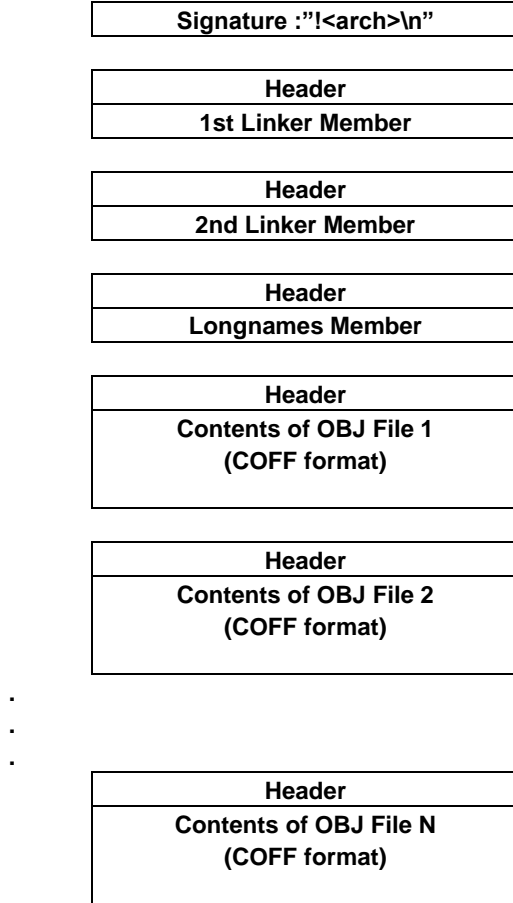 Signature :"!<arch>\n”
Header
1st Linker Member
Header
2nd Linker Member
Header
Longnames Member
Header
Contents of OBJ File 1
(COFF format)
Header
Contents of OBJ File 2
(COFF format)
.
.
.
Header
Contents of OBJ File N
(COFF format)